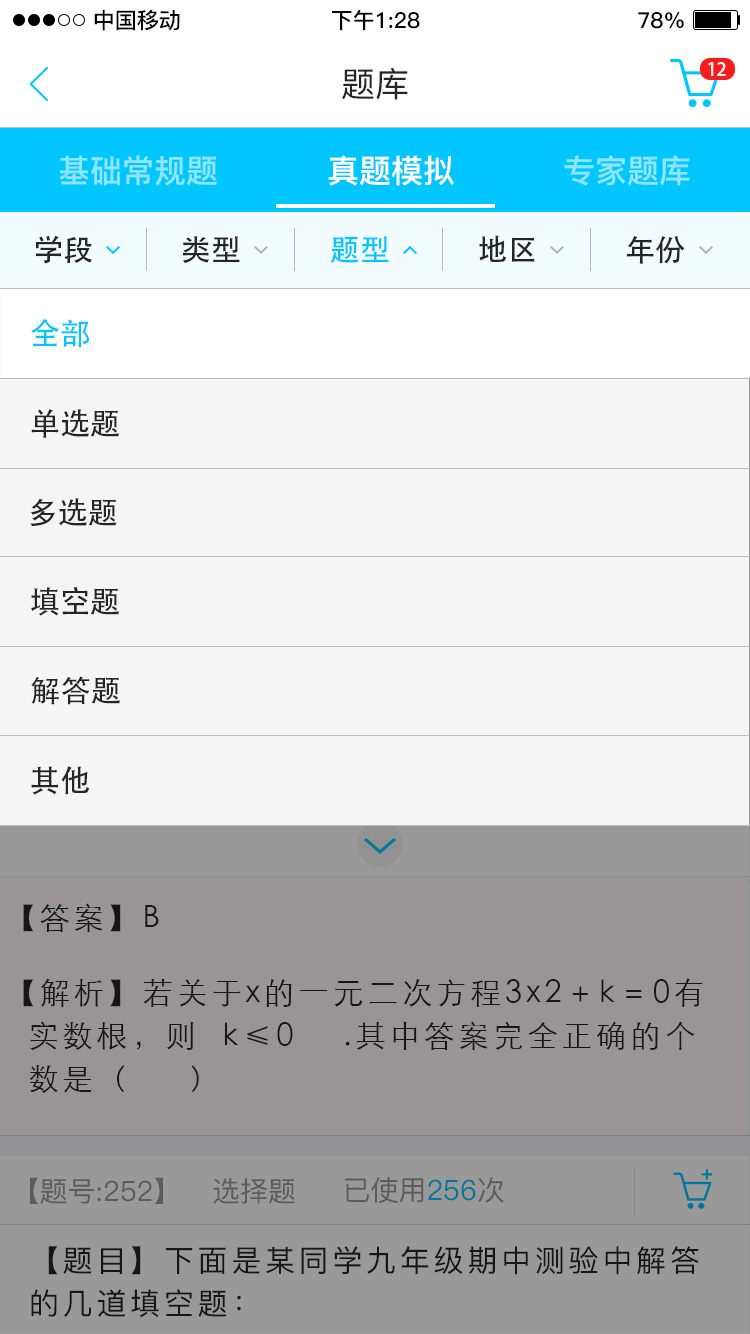 中国移动 下午1:28 78%
题库 12
基础常规题 真题模拟 专家题库
学段 类型 题型 地区 年份
全部
单选题
多选题
填空题
解答题
其他
【答案】B
【解析】若关于x的一元二次方程3x2+k=0有
实数根，则 k≤0 .其中答案完全正确的个
数是（ ）
【题号:252】 选择题 已使用256次
【题目】下面是某同学九年级期中测验中解答
的几道填空题：